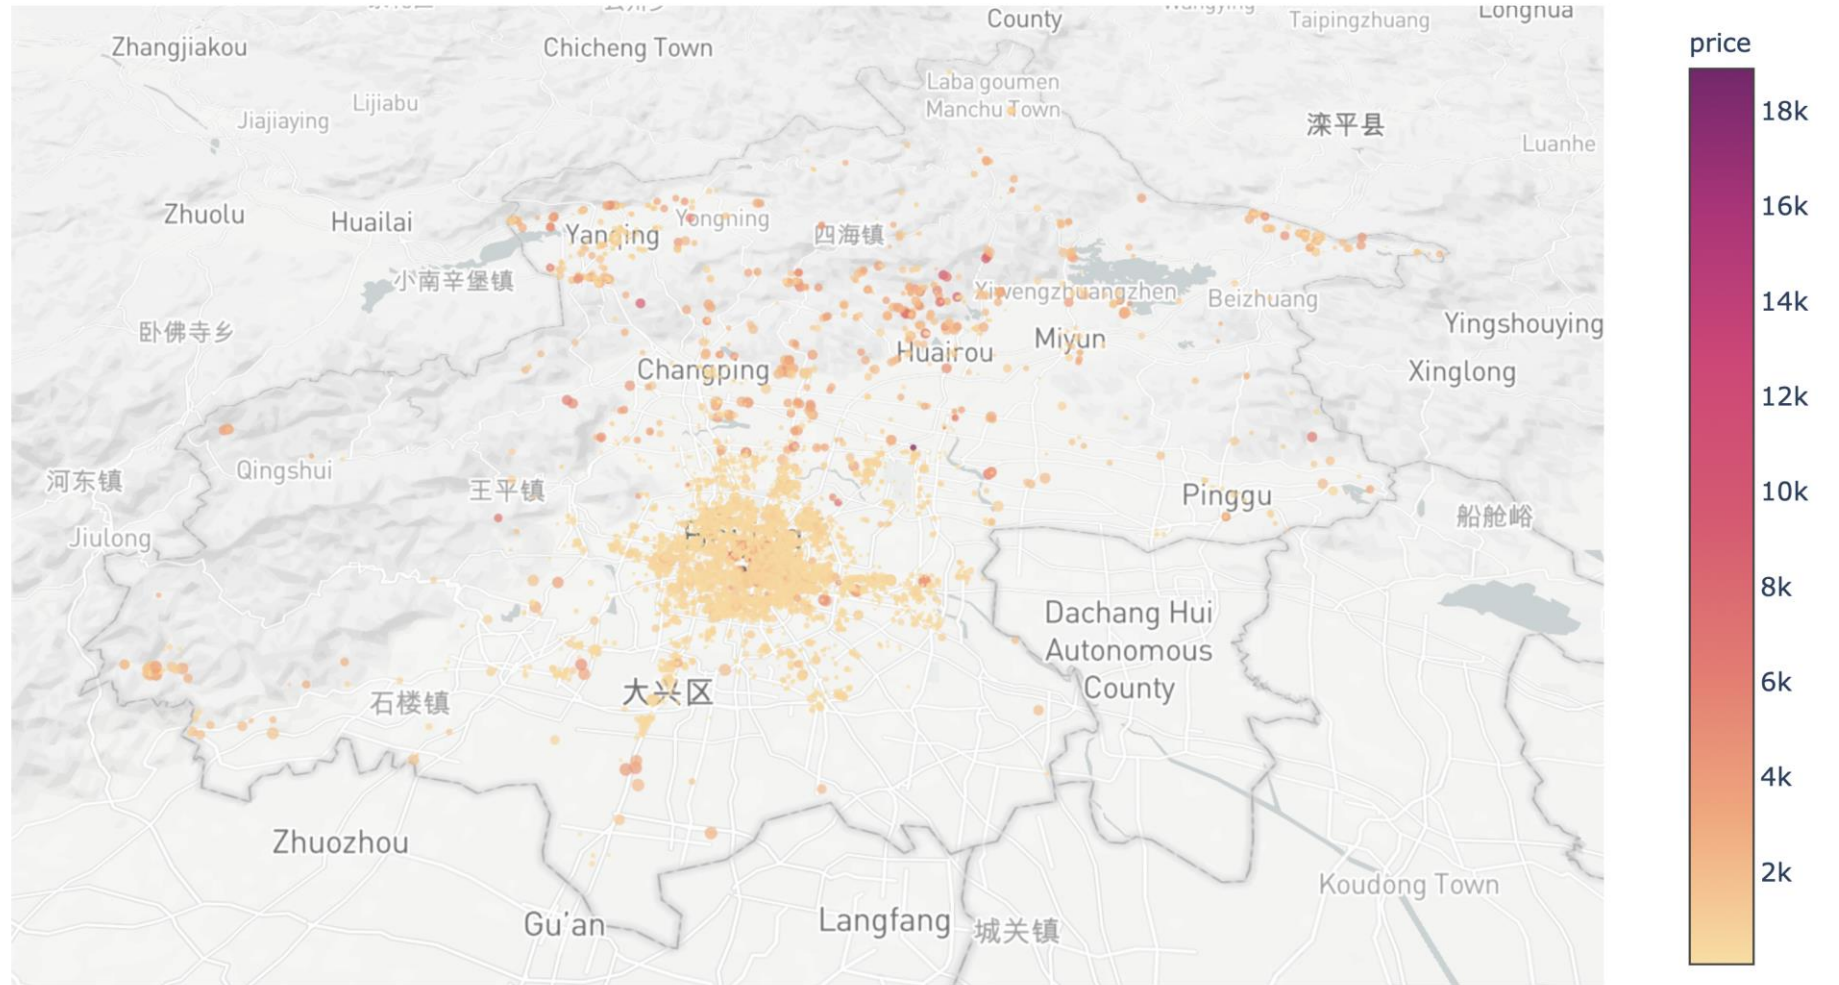 County
Wangying
Taipingzhuang
Longhua
Zhangjiakou
Chicheng Town
Laba goumen
Manchu Town
Lijiabu
Jiajiaying
滦平县
Luanhe
Zhuolu
Huailai
Yongning
Yanqing
四海镇
小南辛堡镇
Xiwengzhuangzhen
Beizhuang
卧佛寺乡
Yingshouying
Miyun
Huairou
Changping
Xinglong
河东镇
Qingshui
王平镇
Pinggu
船舱峪
Jiulong
Dachang Hui
Autonomous
County
大兴区
石楼镇
Zhuozhou
Koudong Town
Gu'an
Langfang
城关镇
price
18k
16k
14k
12k
10k
8k
6k
4k
2k